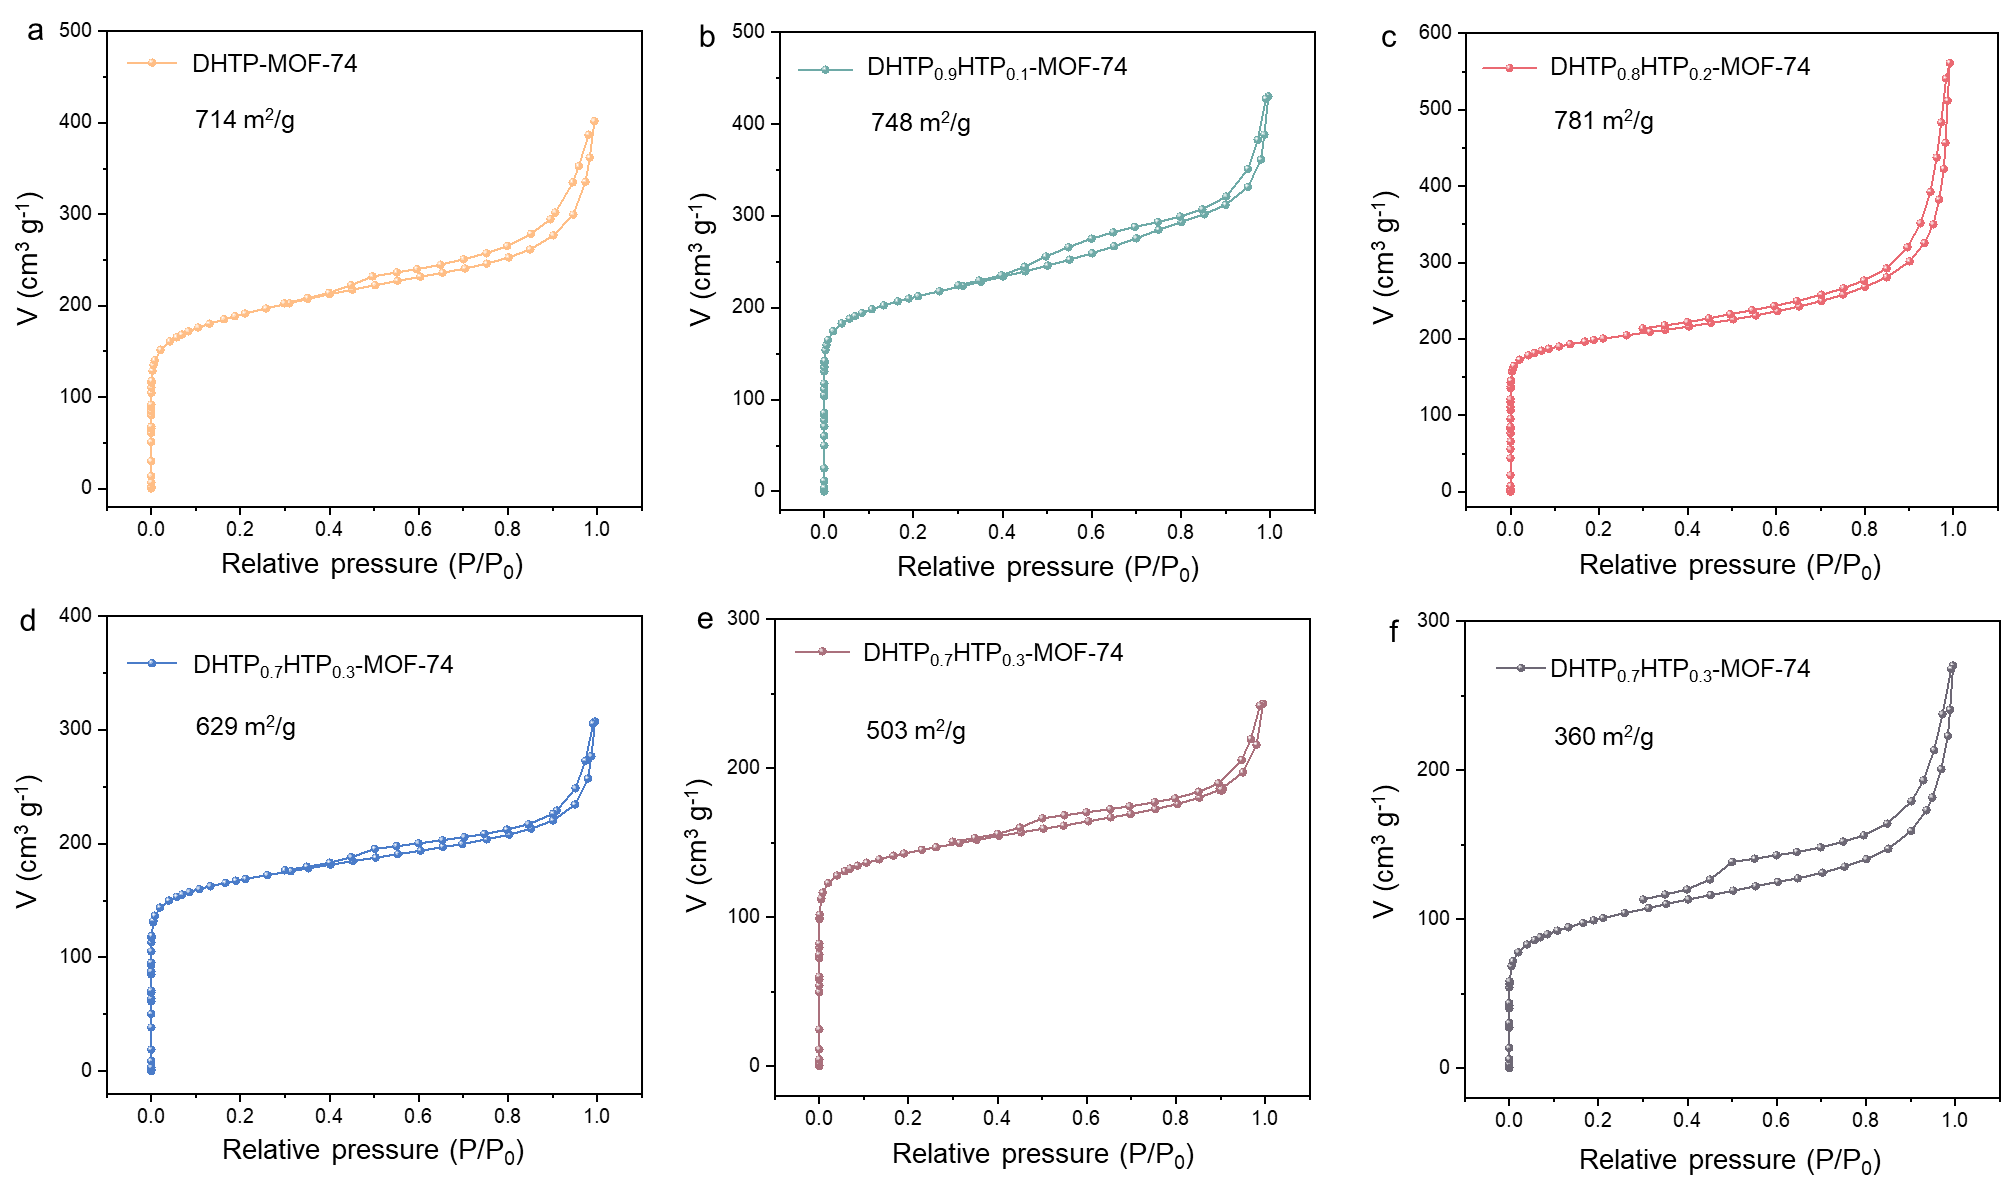 a
500
400
300
200
100
0
V (cm³ g⁻¹)
DHTP-MOF-74
714 m²/g
0.0 0.2 0.4 0.6 0.8 1.0
Relative pressure (P/P₀)
b
500
400
300
200
100
0
V (cm³ g⁻¹)
DHTP₀.₉HTP₀.₁-MOF-74
748 m²/g
0.0 0.2 0.4 0.6 0.8 1.0
Relative pressure (P/P₀)
c
600
500
400
300
200
100
0
V (cm³ g⁻¹)
DHTP₀.₈HTP₀.₂-MOF-74
781 m²/g
0.0 0.2 0.4 0.6 0.8 1.0
Relative pressure (P/P₀)
d
400
300
200
100
0
V (cm³ g⁻¹)
DHTP₀.₇HTP₀.₃-MOF-74
629 m²/g
0.0 0.2 0.4 0.6 0.8 1.0
Relative pressure (P/P₀)
e
300
200
100
0
V (cm³ g⁻¹)
DHTP₀.₇HTP₀.₃-MOF-74
503 m²/g
0.0 0.2 0.4 0.6 0.8 1.0
Relative pressure (P/P₀)
f
300
200
100
0
V (cm³ g⁻¹)
DHTP₀.₇HTP₀.₃-MOF-74
360 m²/g
0.0 0.2 0.4 0.6 0.8 1.0
Relative pressure (P/P₀)